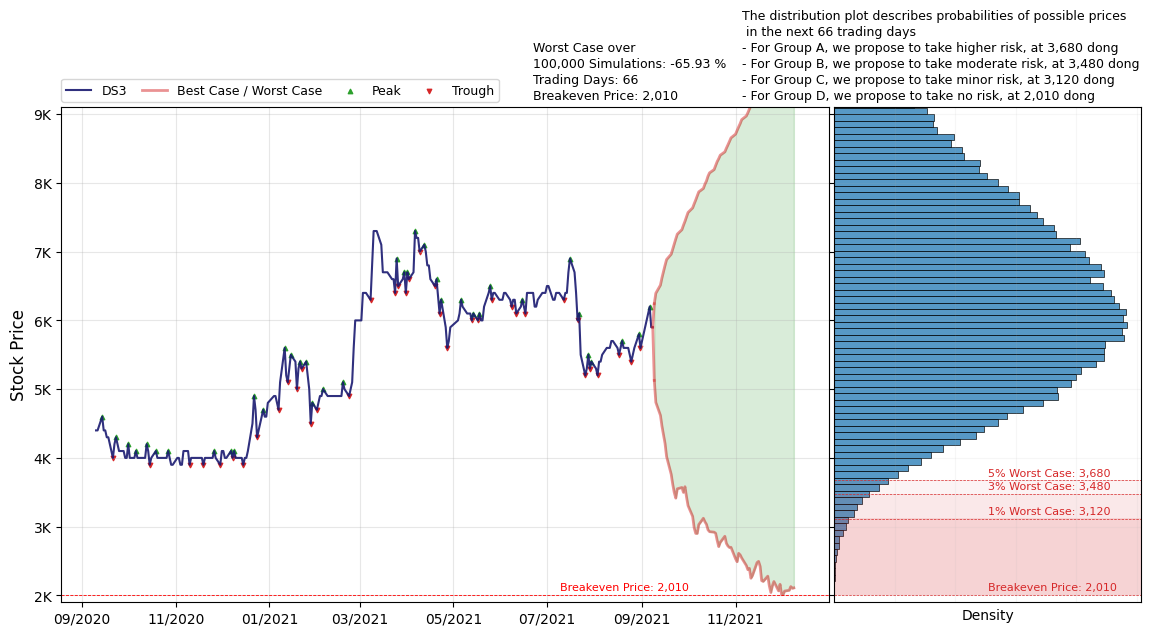 The distribution plot describes probabilities of possible prices
in the next 66 trading days
- For Group A, we propose to take higher risk, at 3,680 dong
- For Group B, we propose to take moderate risk, at 3,480 dong
- For Group C, we propose to take minor risk, at 3,120 dong
- For Group D, we propose to take no risk, at 2,010 dong
Worst Case over
100,000 Simulations: -65.93 %
Trading Days: 66
Breakeven Price: 2,010
DS3
Best Case / Worst Case
Peak
Trough
Stock Price
9K
8K
7K
6K
5K
4K
3K
2K
Breakeven Price: 2,010
09/2020
11/2020
01/2021
03/2021
05/2021
07/2021
09/2021
11/2021
5% Worst Case: 3,680
3% Worst Case: 3,480
1% Worst Case: 3,120
Breakeven Price: 2,010
Density